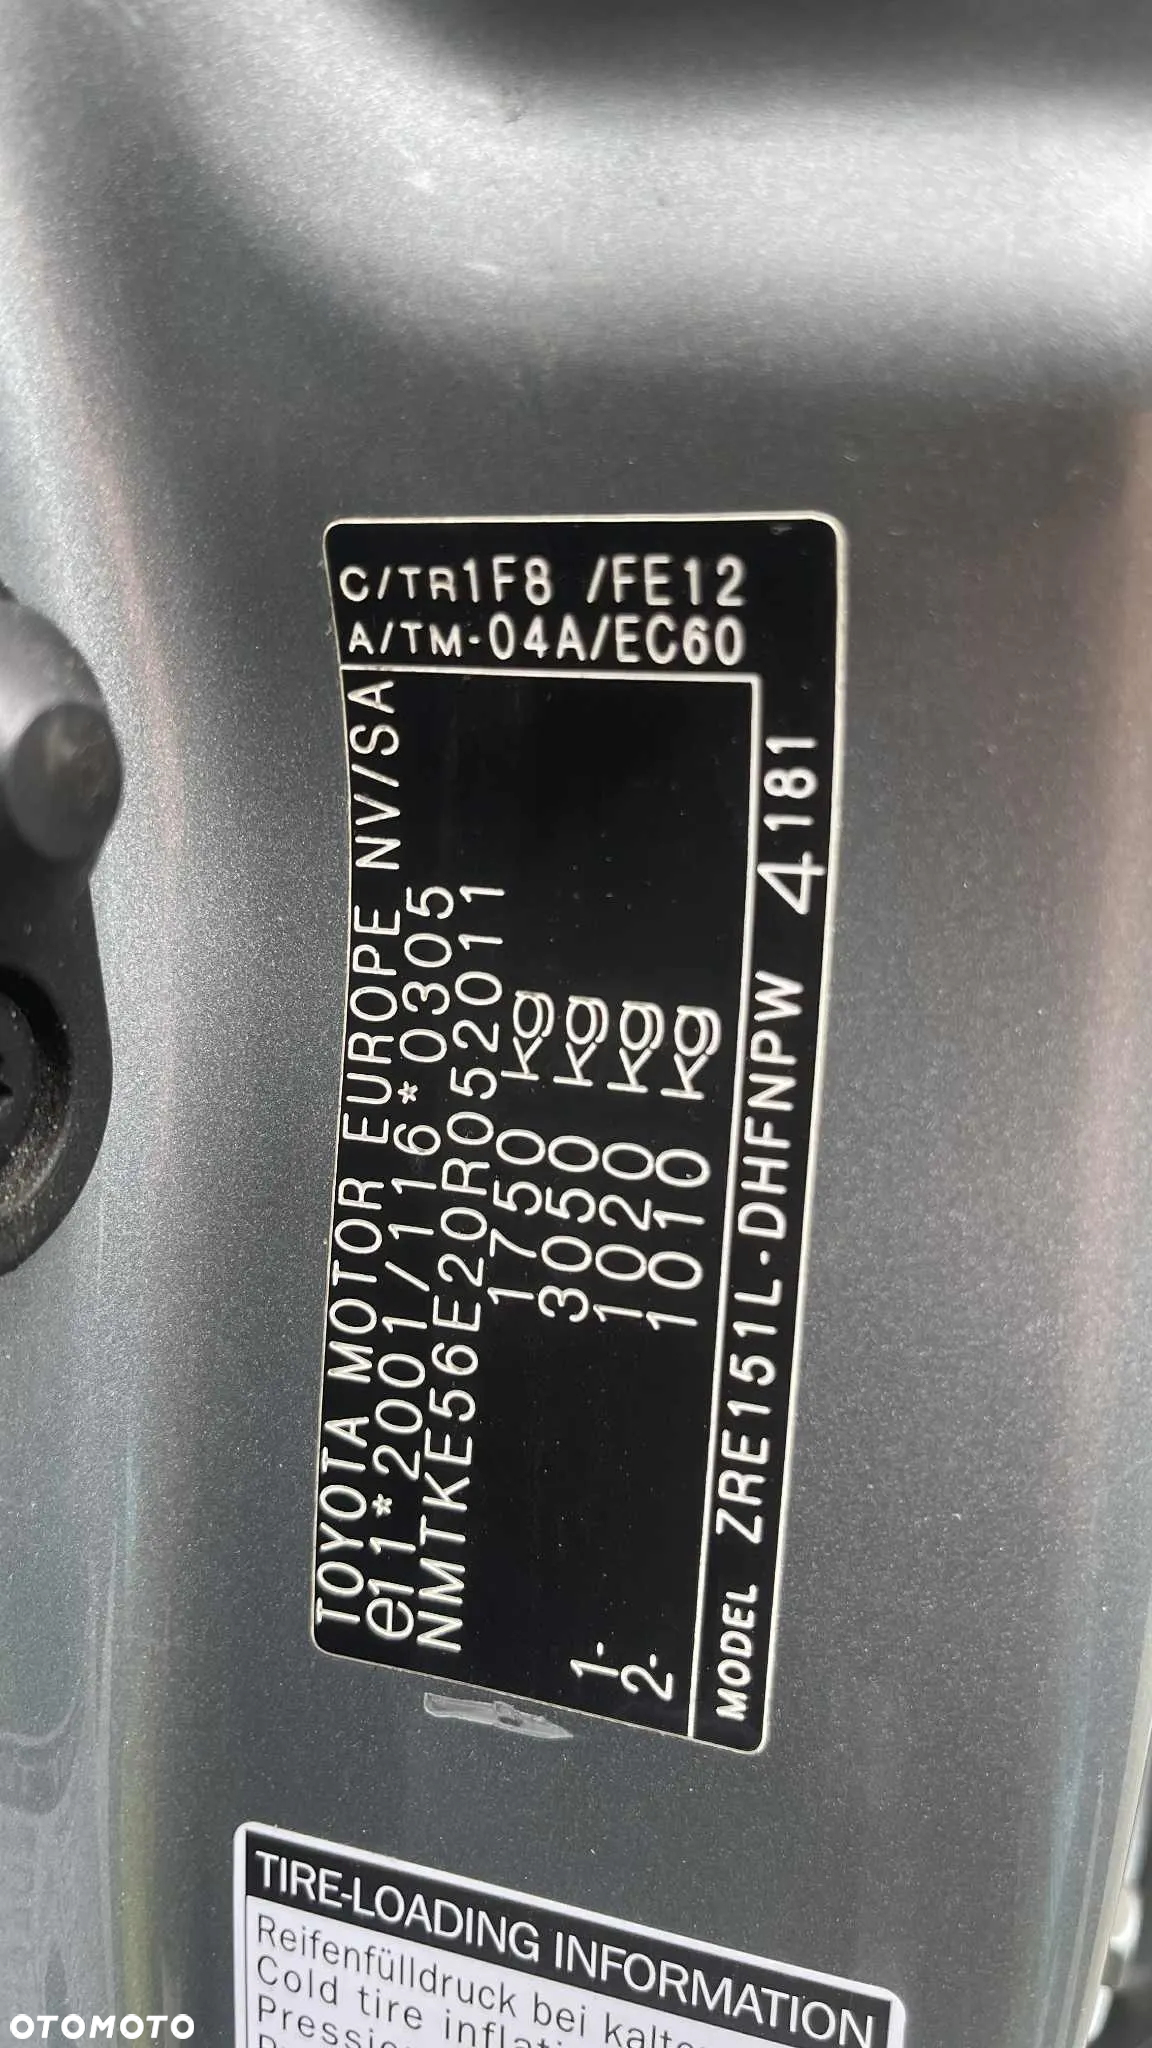 C/TR1F8 /FE12
A/TM-04A/EC60
TOYOTA MOTOR EUROPE NV/SA
e11*2001/116*0305
NMTKE56E20R052011
1750 kg
3050 kg
1- 1020 kg
2- 1010 kg
MODEL ZRE151L-DHFNPW 4181
TIRE-LOADING INFORMATION
Reifenfülldruck bei kalte
Cold tire infla
Pressio
OTOMOTO